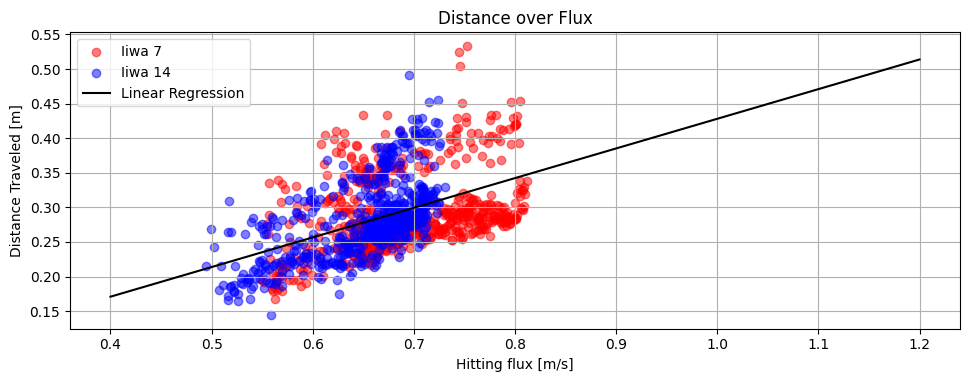 Distance over Flux
Iiwa 7
Iiwa 14
Linear Regression
Distance Traveled [m]
0.55
0.50
0.45
0.40
0.35
0.30
0.25
0.20
0.15
0.4 0.5 0.6 0.7 0.8 0.9 1.0 1.1 1.2
Hitting flux [m/s]